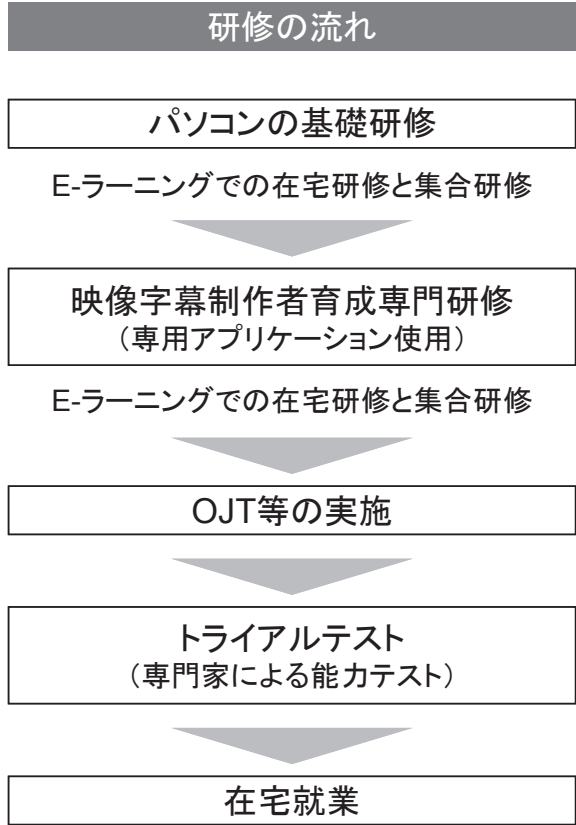 研修の流れ
パソコンの基礎研修
E-ラーニングでの在宅研修と集合研修
映像字幕制作者育成専門研修
（専用アプリケーション使用）
E-ラーニングでの在宅研修と集合研修
OJT等の実施
トライアルテスト
（専門家による能力テスト）
在宅就業